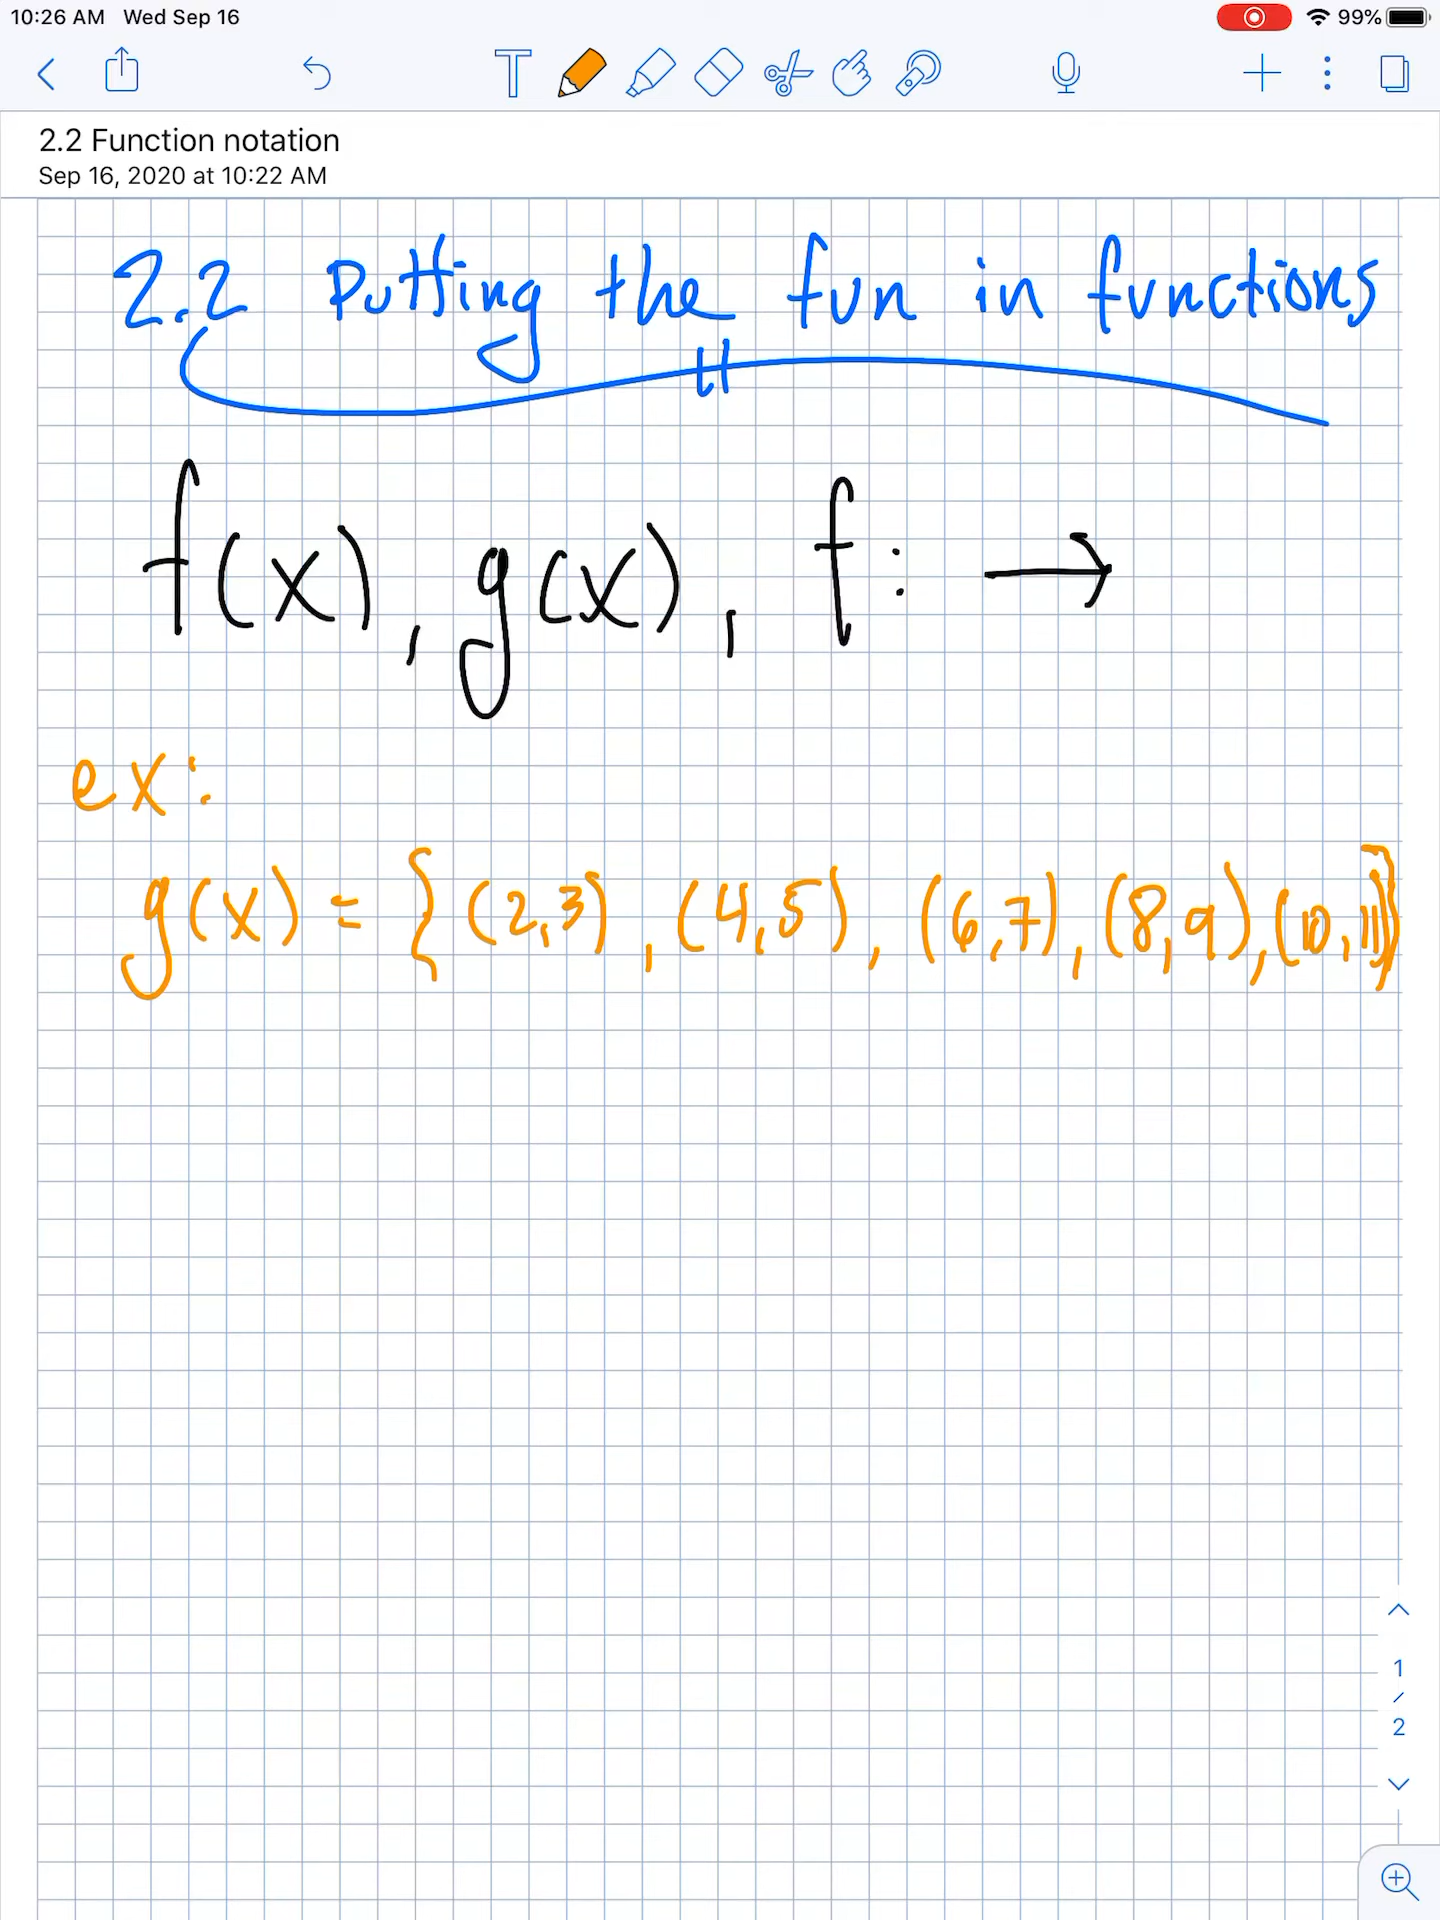 10:26 AM Wed Sep 16 99%
T
2.2 Function notation
Sep 16, 2020 at 10:22 AM
2.2 Putting the fun in functions
f(x), g(x), f: →
ex:
g(x) = { (2,3), (4,5), (6,7), (8,9), (10,11)}
1
/
2